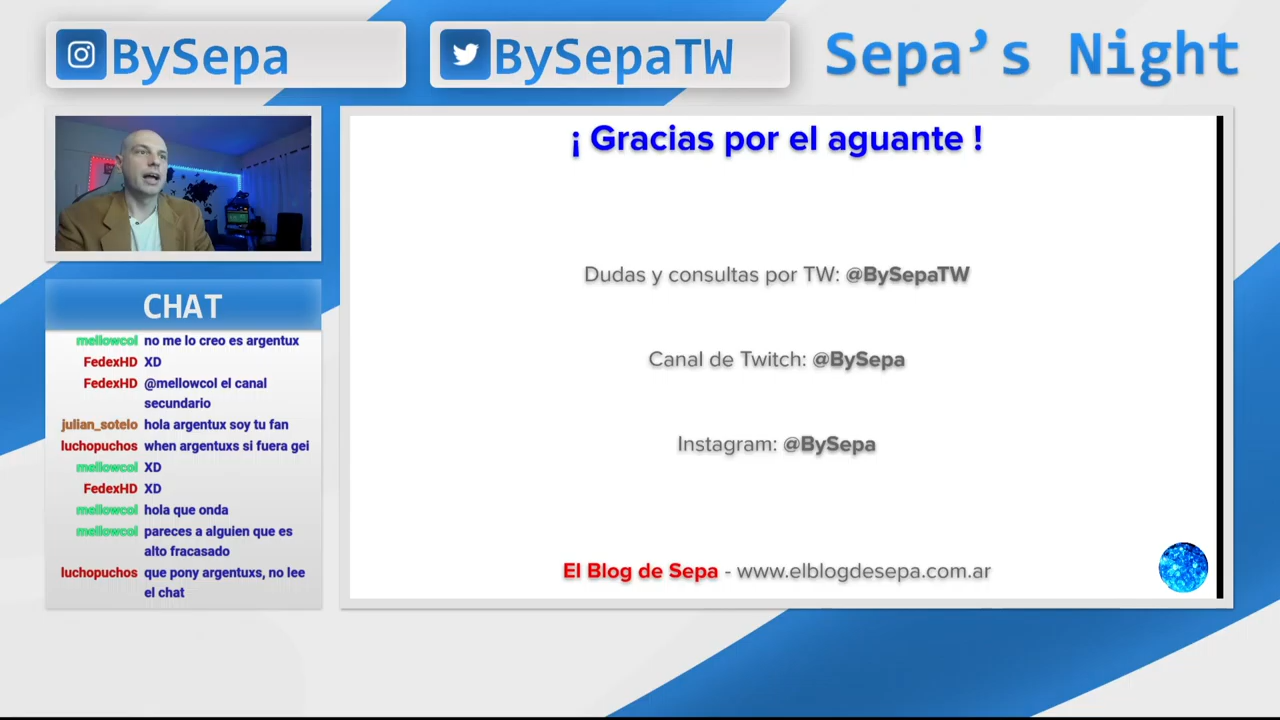 BySepa
BySepaTW
Sepa’s Night
¡ Gracias por el aguante !
Dudas y consultas por TW: @BySepaTW
Canal de Twitch: @BySepa
Instagram: @BySepa
El Blog de Sepa - www.elblogdesepa.com.ar
CHAT
mellowcol no me lo creo es argentux
FedexHD XD
FedexHD @mellowcol el canal
secundario
julian_sotelo hola argentux soy tu fan
luchopuchos when argentuxs si fuera gei
mellowcol XD
FedexHD XD
mellowcol hola que onda
mellowcol pareces a alguien que es
alto fracasado
luchopuchos que pony argentuxs, no lee
el chat